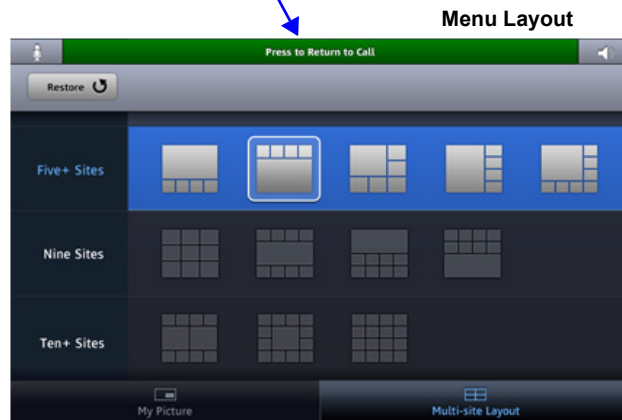 Menu Layout
Press to Return to Call
Restore
Five+ Sites
Nine Sites
Ten+ Sites
My Picture
Multi-site Layout